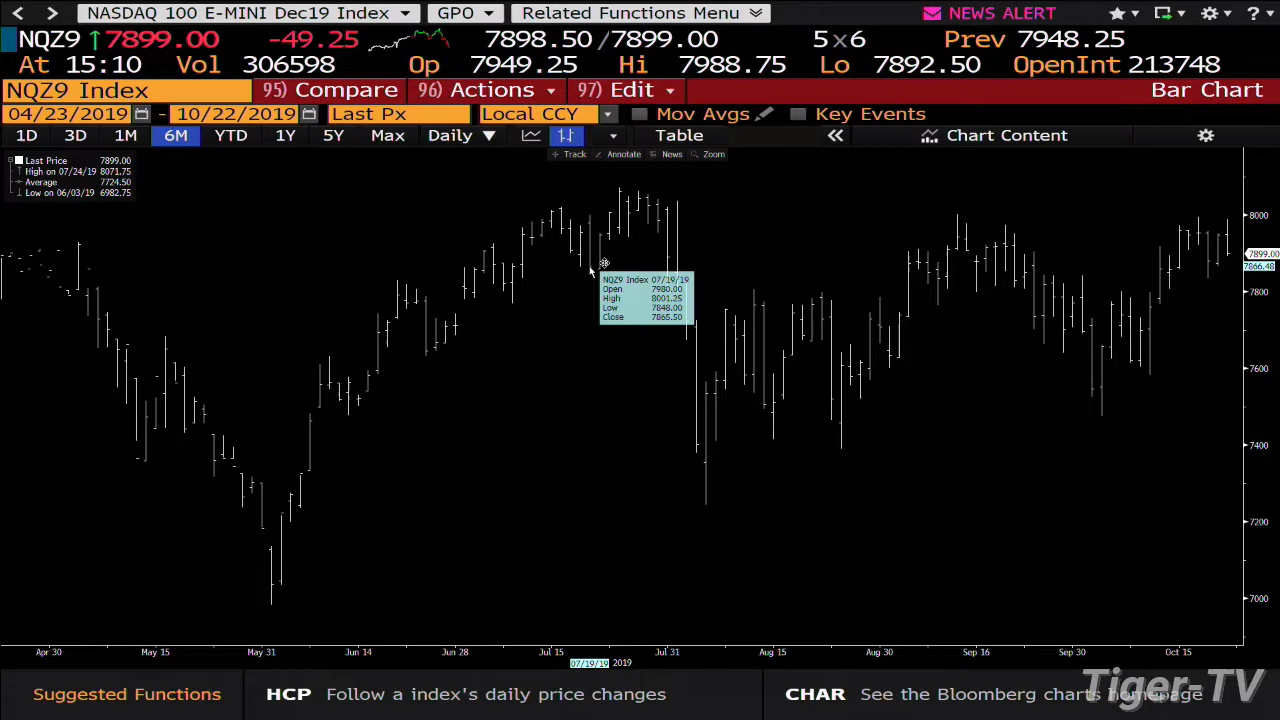 NASDAQ 100 E-MINI Dec19 Index GPO Related Functions Menu NEWS ALERT ?
NQZ9 ↑7899.00 -49.25 7898.50/7899.00 5×6 Prev 7948.25
At 15:10 Vol 306598 Op 7949.25 Hi 7988.75 Lo 7892.50 OpenInt 213748
NQZ9 Index 95) Compare 96) Actions 97) Edit Bar Chart
04/23/2019 - 10/22/2019 Last Px Local CCY Mov Avgs Key Events
1D 3D 1M 6M YTD 1Y 5Y Max Daily ▼ Table « Chart Content
Track Annotate News Zoom
Last Price 7899.00
High on 07/24/19 8071.75
Average 7724.50
Low on 06/03/19 6982.75
8000
7899.00
7866.48
7800
7600
7400
7200
7000
NQZ9 Index 07/19/19
Open 7980.00
High 8001.25
Low 7848.00
Close 7865.50
Apr 30 May 15 May 31 Jun 14 Jun 28 Jul 15 Jul 31 Aug 15 Aug 30 Sep 16 Sep 30 Oct 15
07/19/19 2019
Suggested Functions HCP Follow a index's daily price changes CHAR See the Bloomberg charts homepage
Tiger-TV